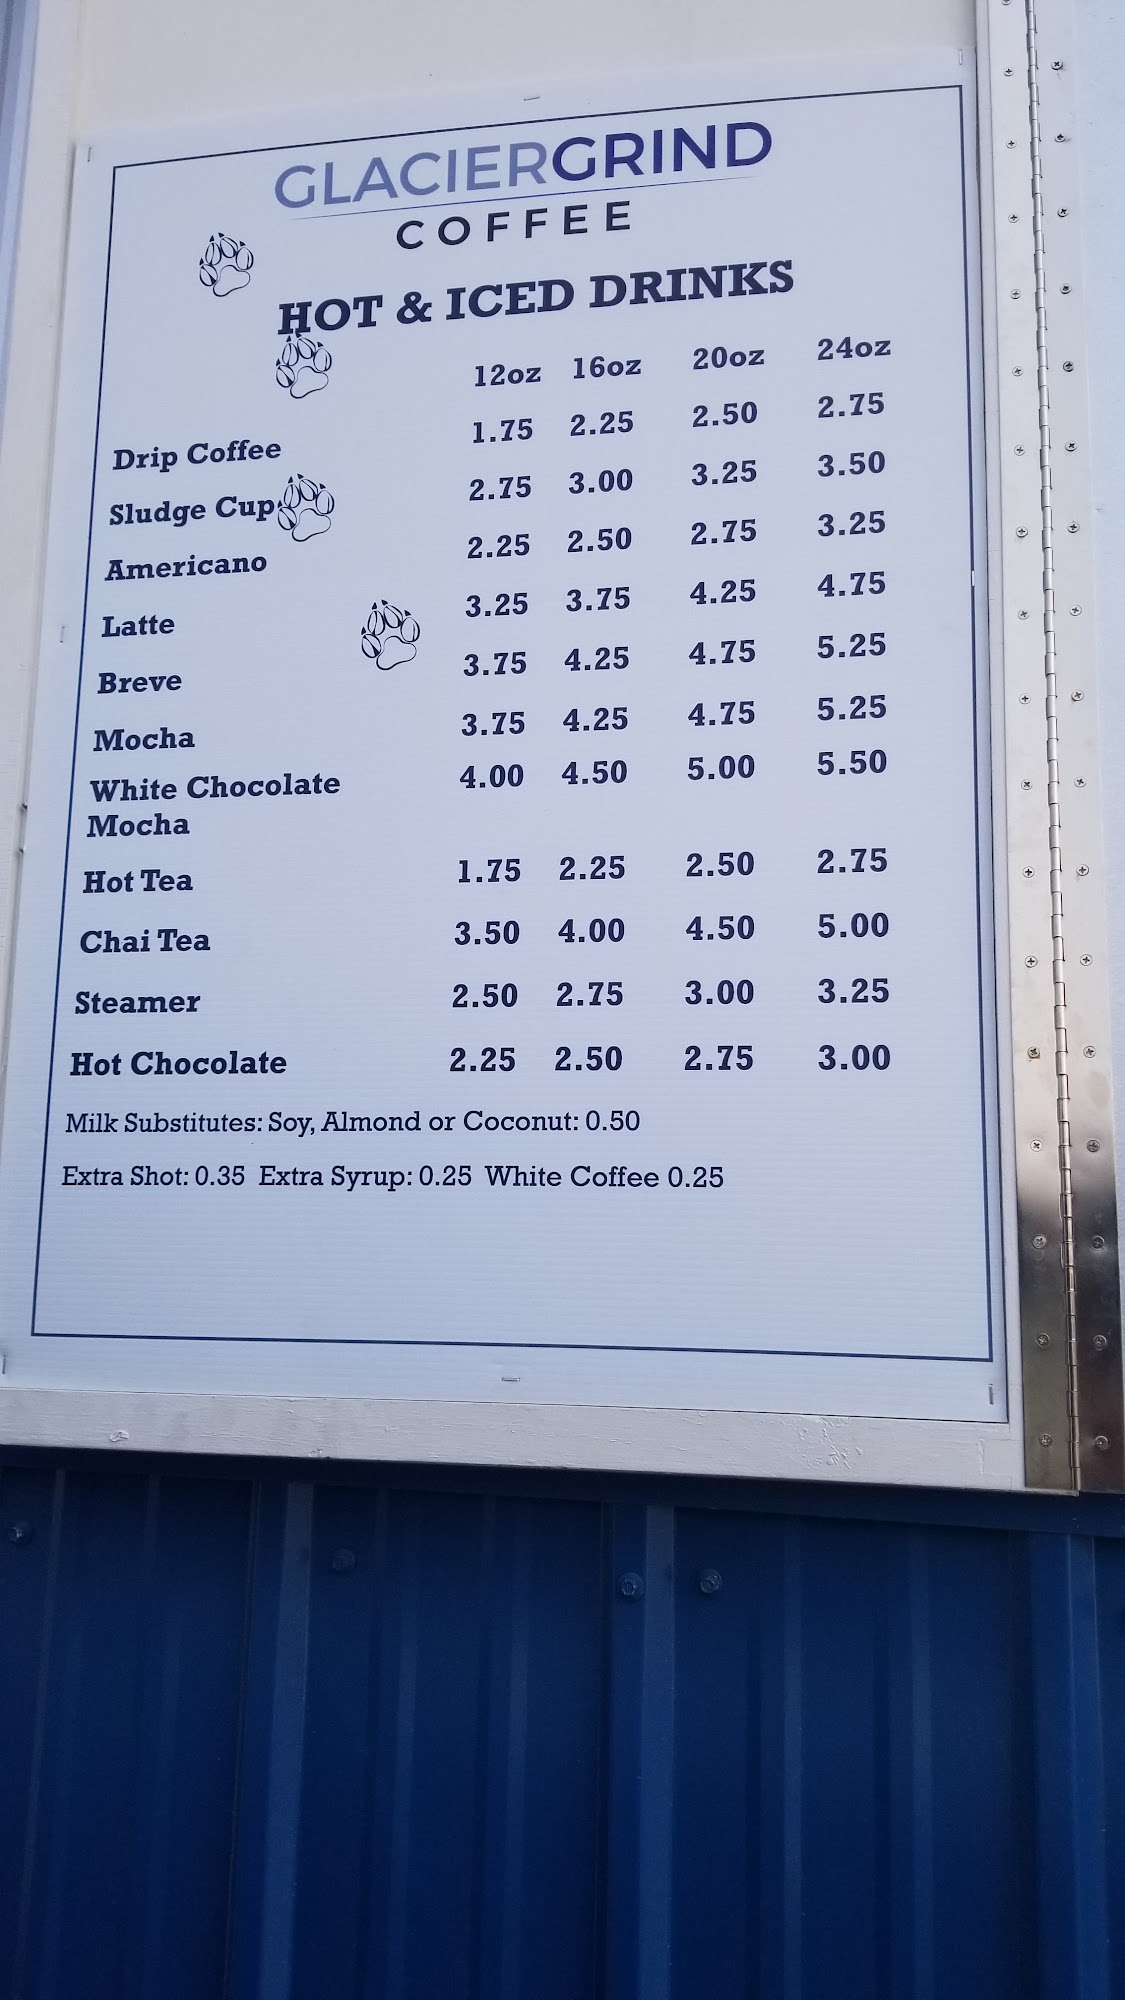 GLACIERGRIND
COFFEE
HOT & ICED DRINKS
12oz 16oz 20oz 24oz
Drip Coffee 1.75 2.25 2.50 2.75
Sludge Cup 2.75 3.00 3.25 3.50
Americano 2.25 2.50 2.75 3.25
Latte 3.25 3.75 4.25 4.75
Breve 3.75 4.25 4.75 5.25
Mocha 3.75 4.25 4.75 5.25
White Chocolate 4.00 4.50 5.00 5.50
Mocha
Hot Tea 1.75 2.25 2.50 2.75
Chai Tea 3.50 4.00 4.50 5.00
Steamer 2.50 2.75 3.00 3.25
Hot Chocolate 2.25 2.50 2.75 3.00
Milk Substitutes: Soy, Almond or Coconut: 0.50
Extra Shot: 0.35 Extra Syrup: 0.25 White Coffee 0.25